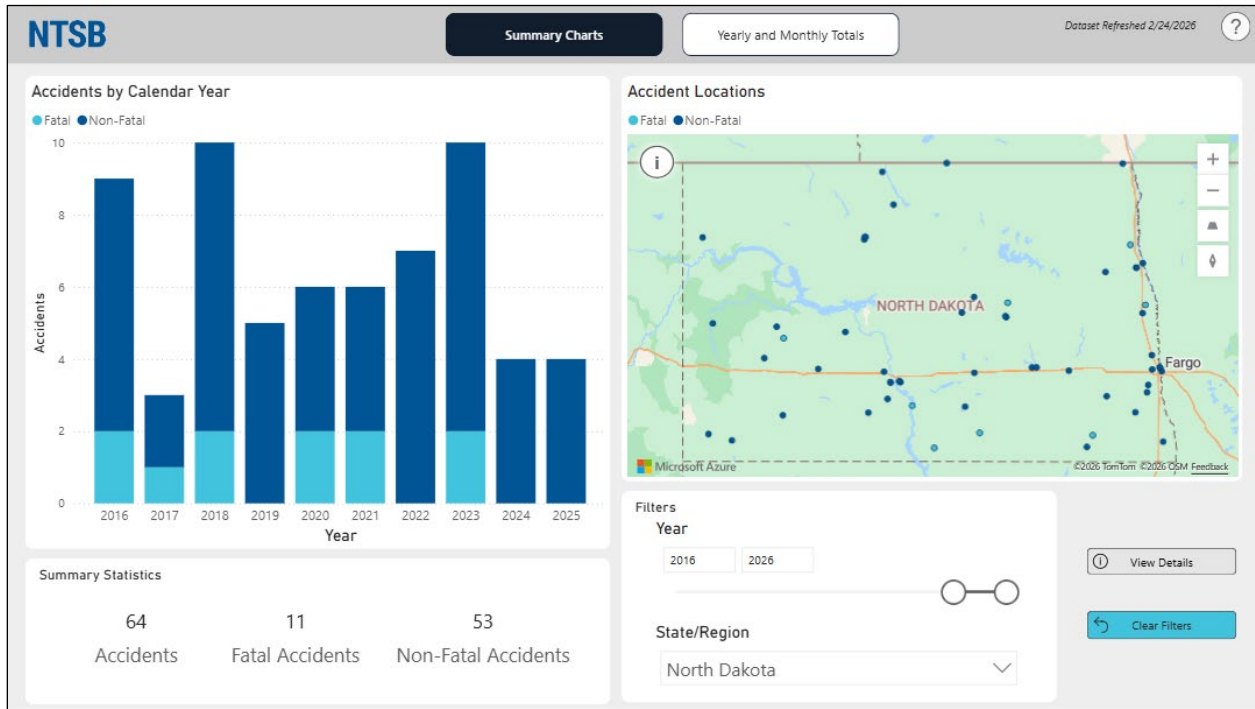 NTSB
Summary Charts
Yearly and Monthly Totals
Dataset Refreshed 2/24/2026
?
Accidents by Calendar Year
Fatal Non-Fatal
10
8
6
4
2
0
Accidents
2016 2017 2018 2019 2020 2021 2022 2023 2024 2025
Year
Summary Statistics
64 11 53
Accidents Fatal Accidents Non-Fatal Accidents
Accident Locations
Fatal Non-Fatal
i
+
−
NORTH DAKOTA
Fargo
Microsoft Azure
©2026 TomTom ©2026 OSM Feedback
Filters
Year
2016 2026
State/Region
North Dakota
View Details
Clear Filters